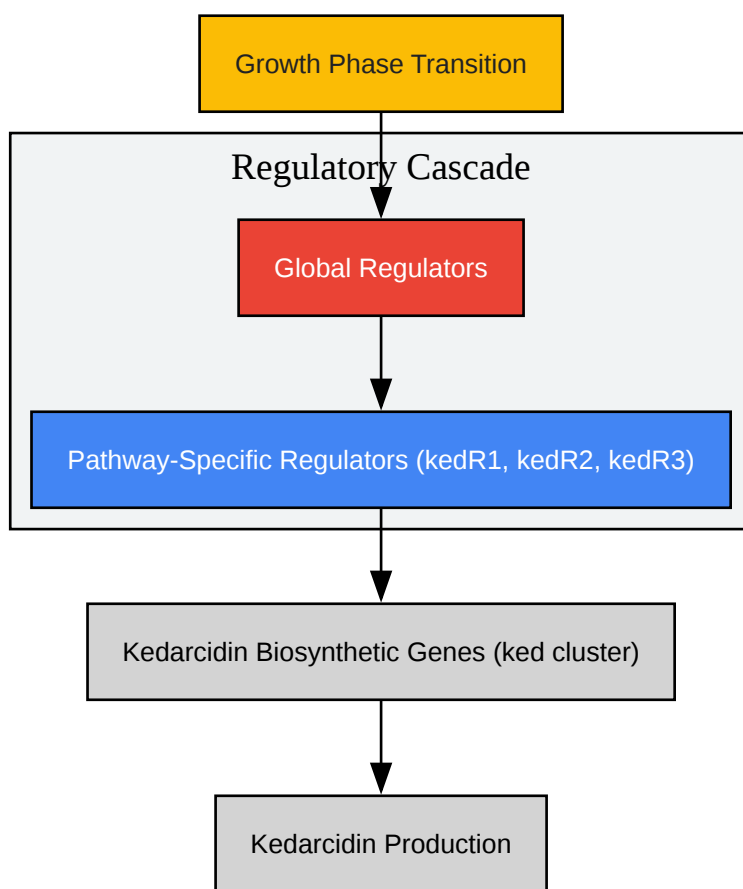 Growth Phase Transition
Regulatory Cascade
Global Regulators
Pathway-Specific Regulators (kedR1, kedR2, kedR3)
Kedarcidin Biosynthetic Genes (ked cluster)
Kedarcidin Production